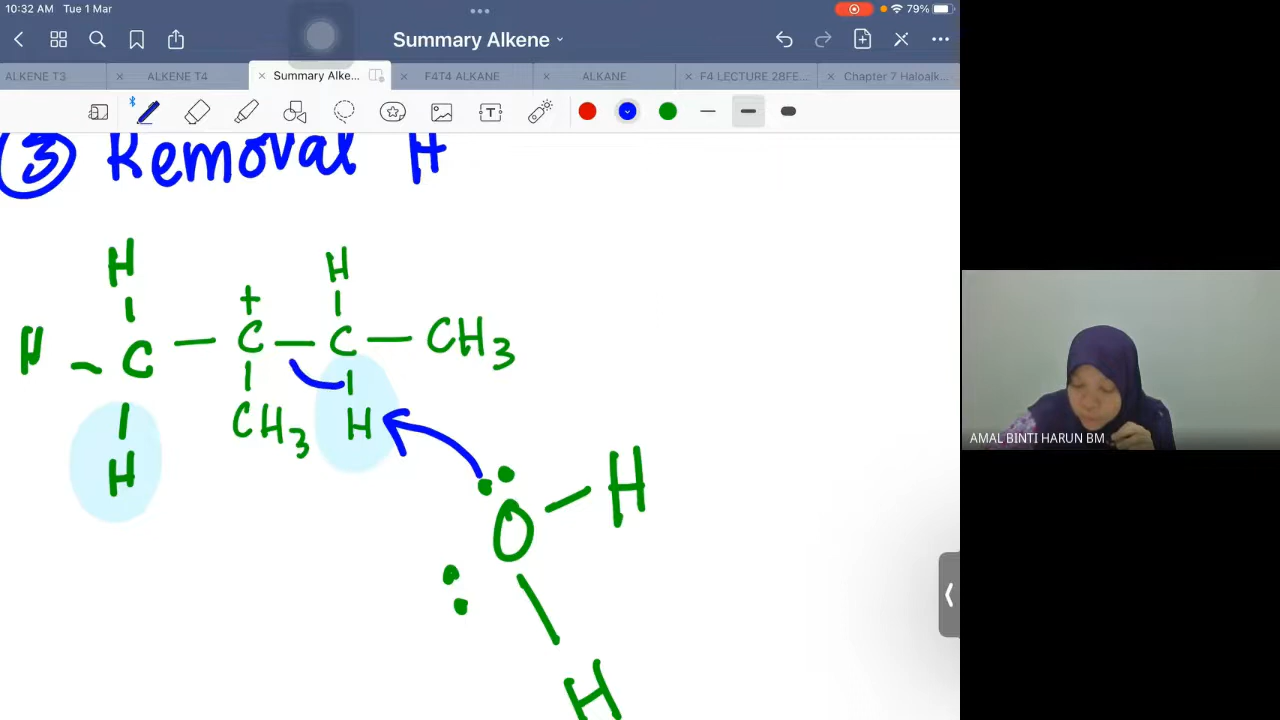 10:32 AM Tue 1 Mar
79%
Summary Alkene
ALKENE T3
ALKENE T4
Summary Alke...
F4T4 ALKANE
ALKANE
F4 LECTURE 28FE...
Chapter 7 Haloalk...
T
③ Removal H
H H
+
H - C - C - C - CH3
H CH3 H
O - H
H
AMAL BINTI HARUN BM